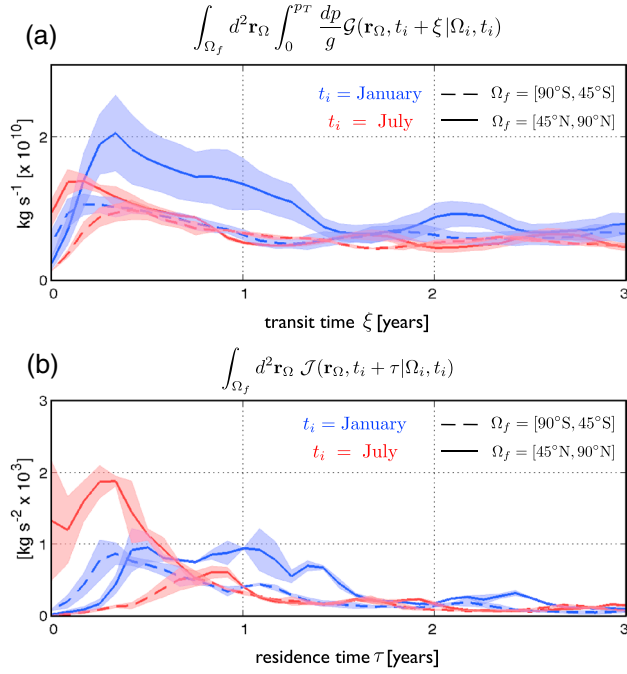 (a)
∫_{Ω_f} d²r_Ω ∫_0^{p_T} dp/g 𝒢(r_Ω, t_i + ξ|Ω_i, t_i)
t_i = January
Ω_f = [90°S, 45°S]
t_i = July
Ω_f = [45°N, 90°N]
kg s⁻¹ [x 10¹⁰]
2
0
0 1 2 3
transit time ξ [years]
(b)
∫_{Ω_f} d²r_Ω 𝒥(r_Ω, t_i + τ|Ω_i, t_i)
t_i = January
Ω_f = [90°S, 45°S]
t_i = July
Ω_f = [45°N, 90°N]
[kg s⁻² x 10³]
3
2
1
0
0 1 2 3
residence time τ [years]